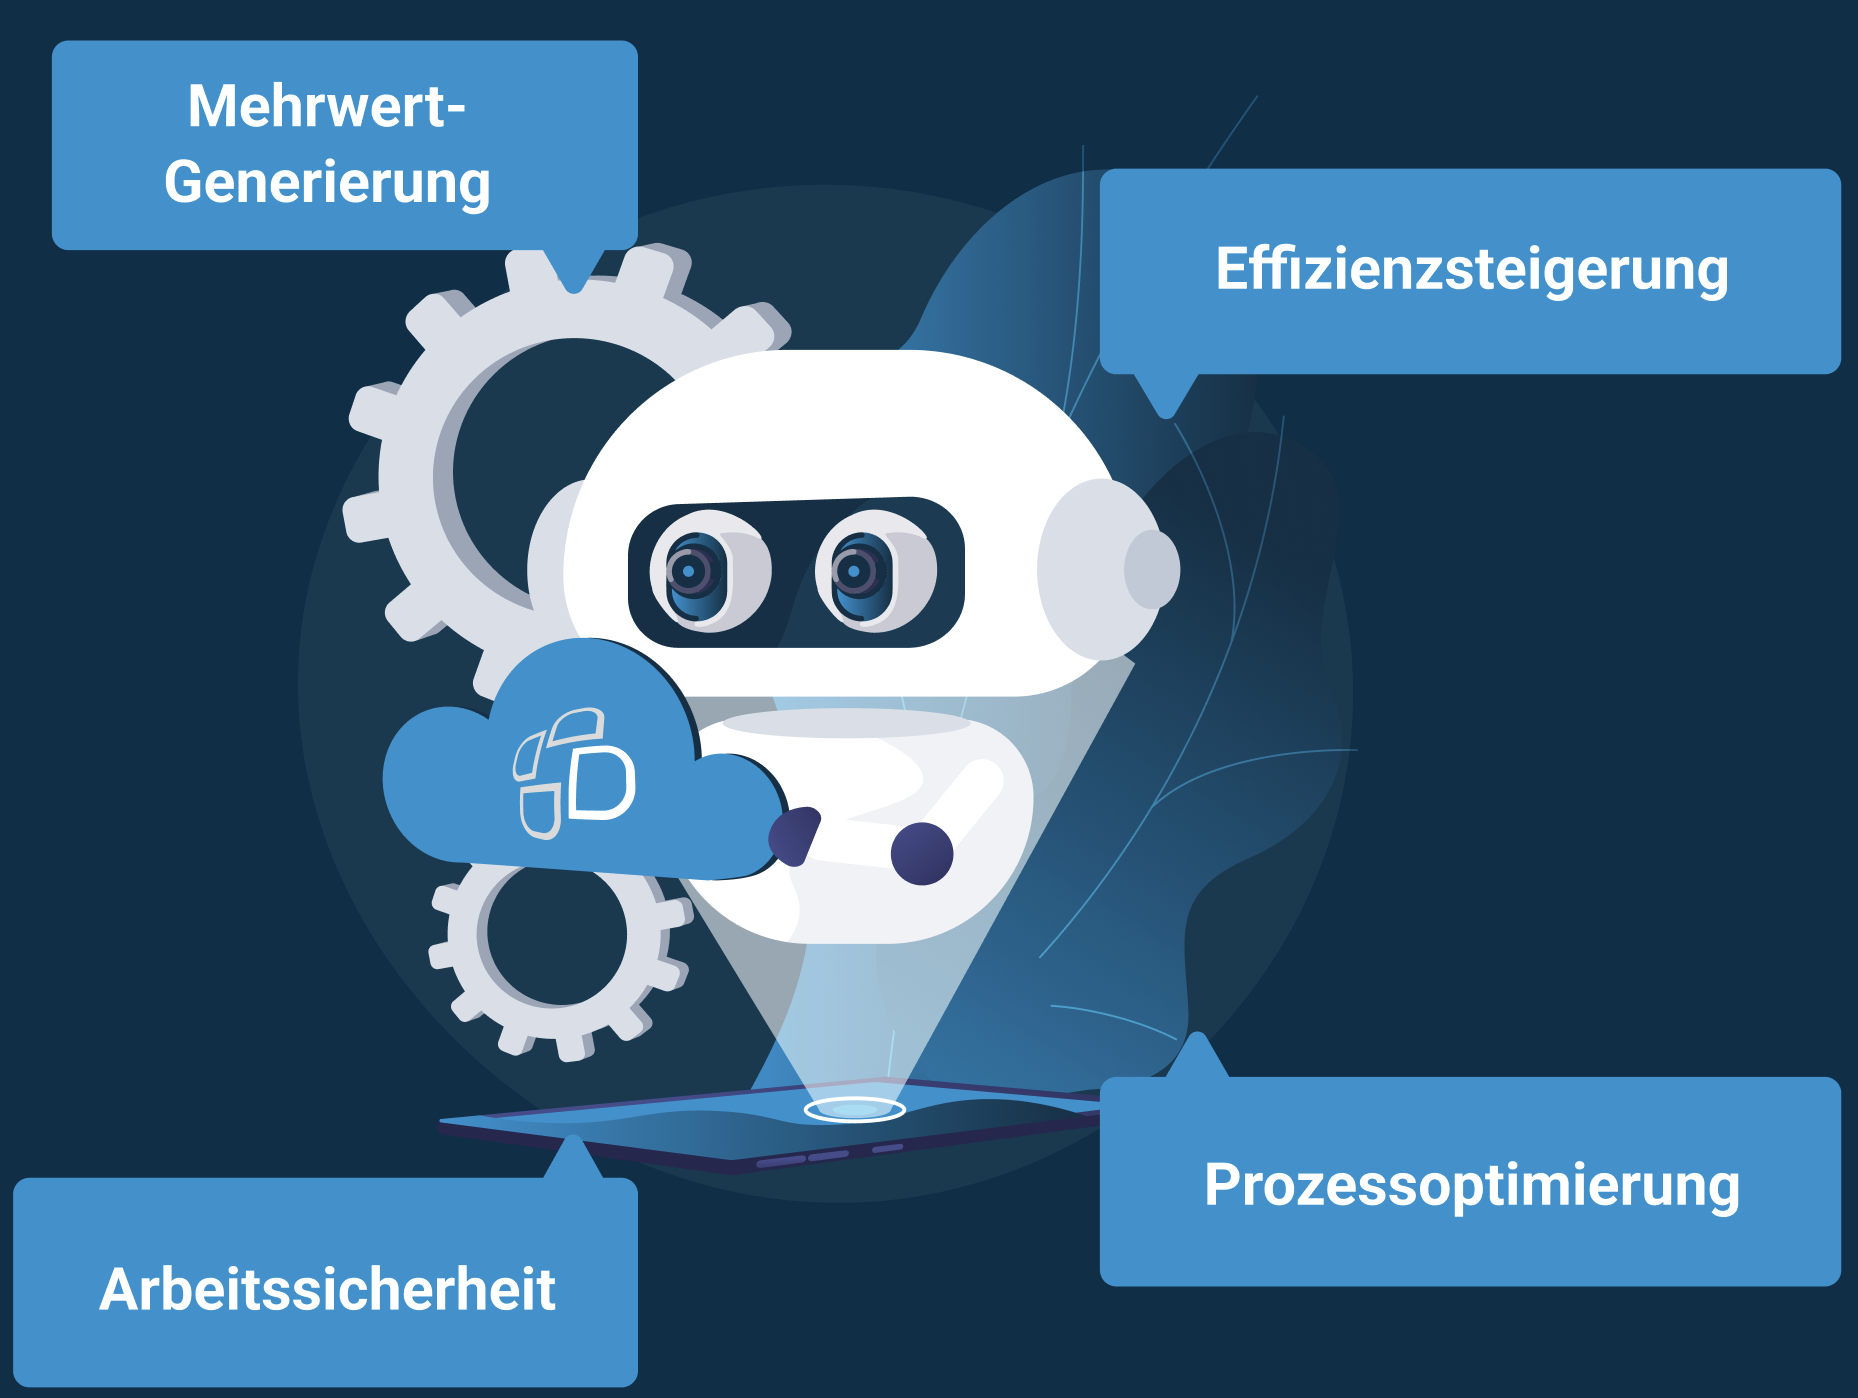 Mehrwert-
Generierung
Effizienzsteigerung
Prozessoptimierung
Arbeitssicherheit
D